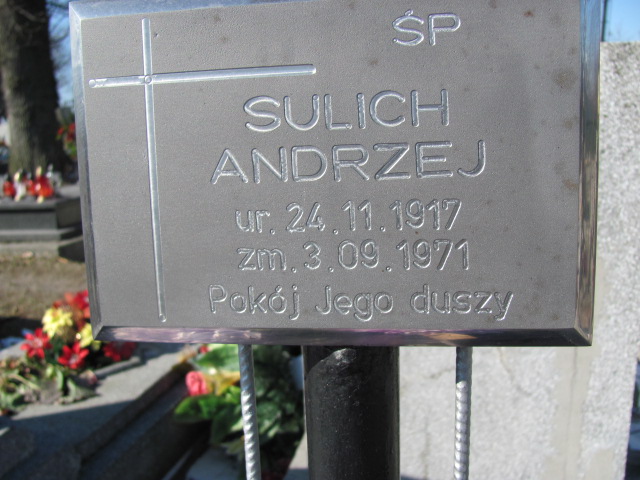 ŚP
SULICH
ANDRZEJ
ur. 24.11.1917
zm. 3.09.1971
Pokój Jego duszy